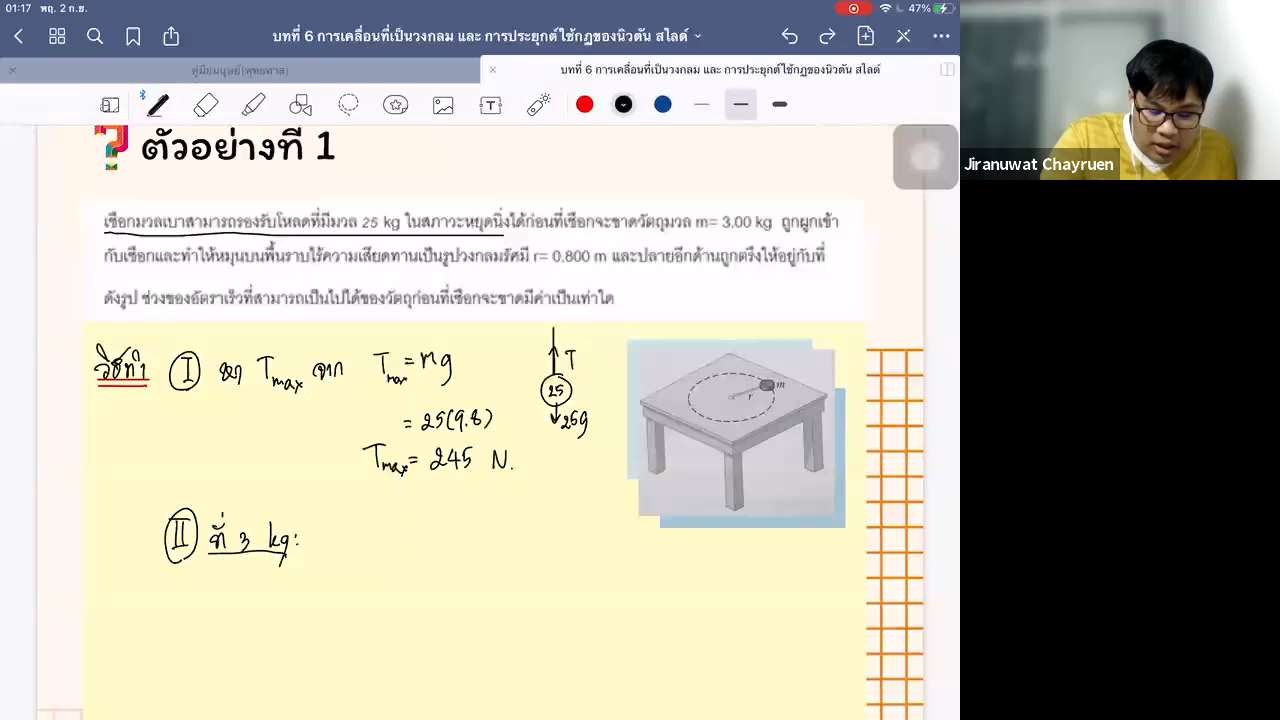 01:17 พฤ. 2 ก.ย.
47%
บทที่ 6 การเคลื่อนที่เป็นวงกลม และ การประยุกต์ใช้กฎของนิวตัน สไลด์
คู่มือมนุษย์(พุทธทาส)
บทที่ 6 การเคลื่อนที่เป็นวงกลม และ การประยุกต์ใช้กฎของนิวตัน สไลด์
ตัวอย่างที่ 1
Jiranuwat Chayruen
เชือกมวลเบาสามารถรองรับโหลดที่มีมวล 25 kg ในสภาวะหยุดนิ่งได้ก่อนที่เชือกจะขาดวัตถุมวล m= 3.00 kg ถูกผูกเข้า
กับเชือกและทำให้หมุนบนพื้นราบไร้ความเสียดทานเป็นรูปวงกลมรัศมี r= 0.800 m และปลายอีกด้านถูกตรึงให้อยู่กับที่
ดังรูป ช่วงของอัตราเร็วที่สามารถเป็นไปได้ของวัตถุก่อนที่เชือกจะขาดมีค่าเป็นเท่าใด
วิธีทำ I หา Tmax จาก Tmax = mg
= 25(9.8)
Tmax = 245 N.
T
25
25g
m
r
II ที่ 3 kg: